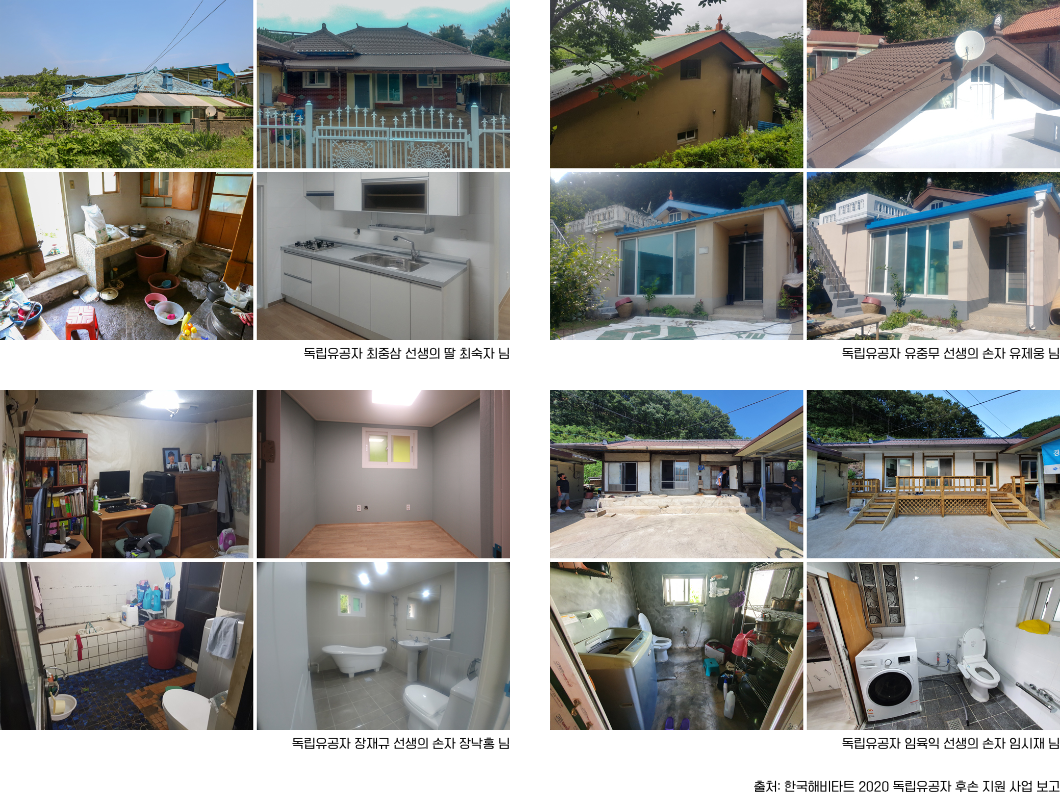 독립유공자 최중삼 선생의 딸 최숙자 님
독립유공자 유중무 선생의 손자 유제웅 님
독립유공자 장재규 선생의 손자 장낙흥 님
독립유공자 임육익 선생의 손자 임시재 님
출처: 한국해비타트 2020 독립유공자 후손 지원 사업 보고